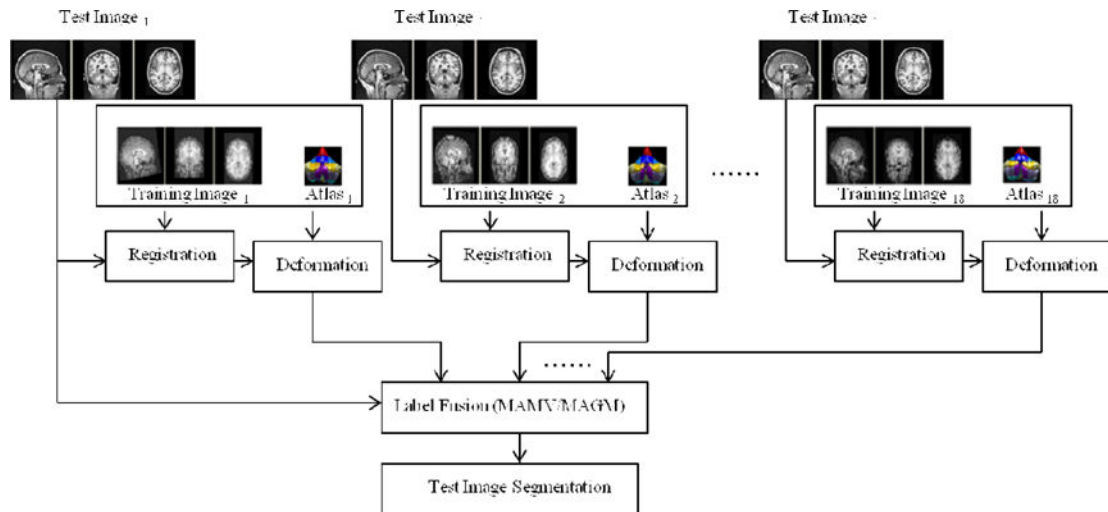 Test Image 1
Test Image
Test Image
Training Image 1
Atlas 1
Training Image 2
Atlas 2
......
Training Image 18
Atlas 18
Registration
Deformation
Registration
Deformation
Registration
Deformation
......
Label Fusion (MAMV/MAGM)
Test Image Segmentation